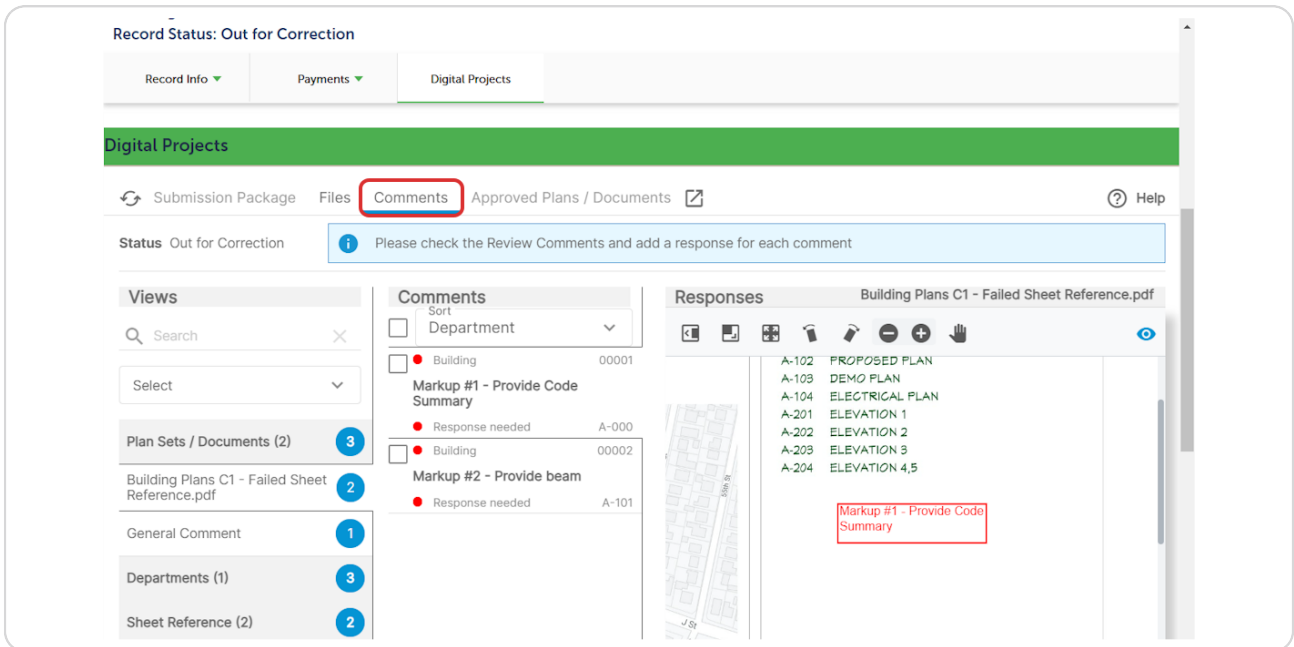 Record Status: Out for Correction
Record Info
Payments
Digital Projects
Digital Projects
Submission Package
Files
Comments
Approved Plans / Documents
Help
Status Out for Correction
Please check the Review Comments and add a response for each comment
Views
Search
Select
Plan Sets / Documents (2)
3
Building Plans C1 - Failed Sheet
Reference.pdf
2
General Comment
1
Departments (1)
3
Sheet Reference (2)
2
Comments
Sort
Department
Building
00001
Markup #1 - Provide Code
Summary
Response needed
A-000
Building
00002
Markup #2 - Provide beam
Response needed
A-101
Responses
Building Plans C1 - Failed Sheet Reference.pdf
A-102 PROPOSED PLAN
A-103 DEMO PLAN
A-104 ELECTRICAL PLAN
A-201 ELEVATION 1
A-202 ELEVATION 2
A-203 ELEVATION 3
A-204 ELEVATION 4,5
Markup #1 - Provide Code
Summary
55th St
J St